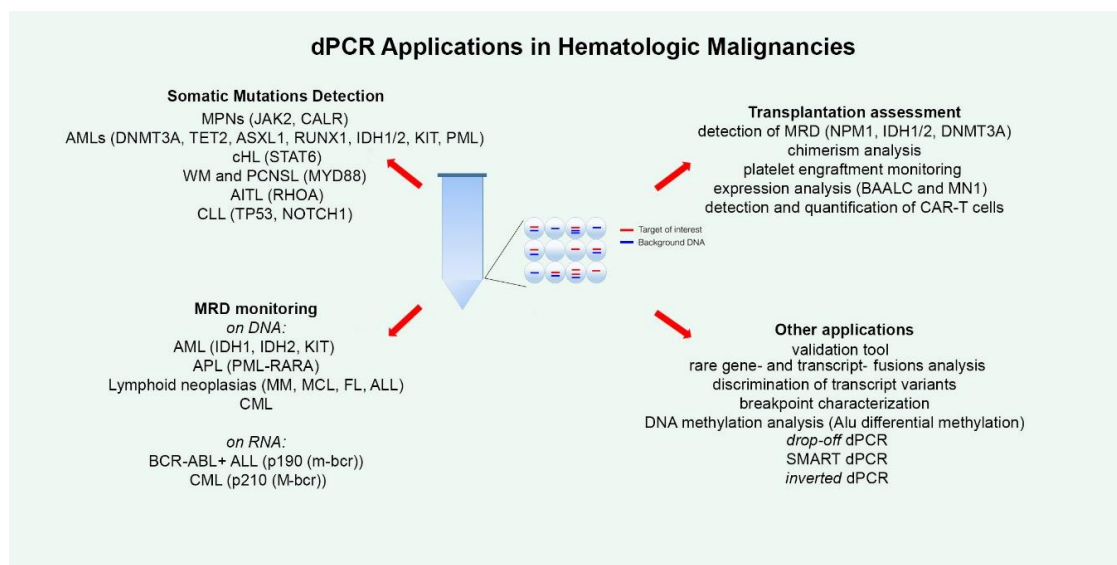 dPCR Applications in Hematologic Malignancies
Somatic Mutations Detection
MPNs (JAK2, CALR)
AMLs (DNMT3A, TET2, ASXL1, RUNX1, IDH1/2, KIT, PML)
cHL (STAT6)
WM and PCNSL (MYD88)
AITL (RHOA)
CLL (TP53, NOTCH1)
Transplantation assessment
detection of MRD (NPM1, IDH1/2, DNMT3A)
chimerism analysis
platelet engraftment monitoring
expression analysis (BAALC and MN1)
detection and quantification of CAR-T cells
Target of interest
Background DNA
MRD monitoring
on DNA:
AML (IDH1, IDH2, KIT)
APL (PML-RARA)
Lymphoid neoplasias (MM, MCL, FL, ALL)
CML
on RNA:
BCR-ABL+ ALL (p190 (m-bcr))
CML (p210 (M-bcr))
Other applications
validation tool
rare gene- and transcript- fusions analysis
discrimination of transcript variants
breakpoint characterization
DNA methylation analysis (Alu differential methylation)
drop-off dPCR
SMART dPCR
inverted dPCR